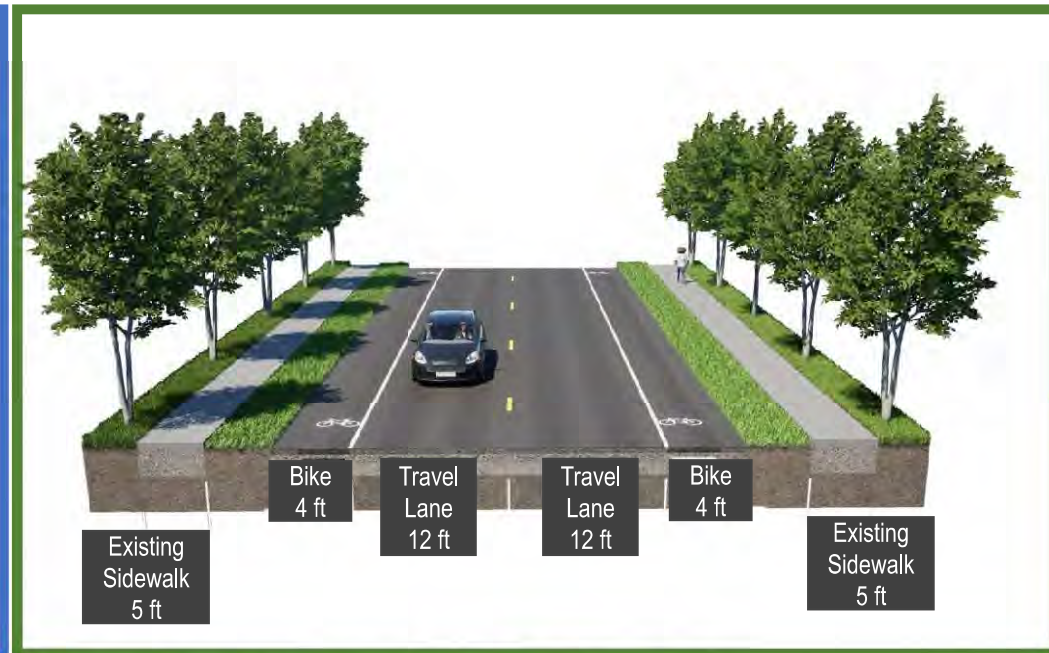 Bike
4 ft
Travel
Lane
12 ft
Travel
Lane
12 ft
Bike
4 ft
Existing
Sidewalk
5 ft
Existing
Sidewalk
5 ft